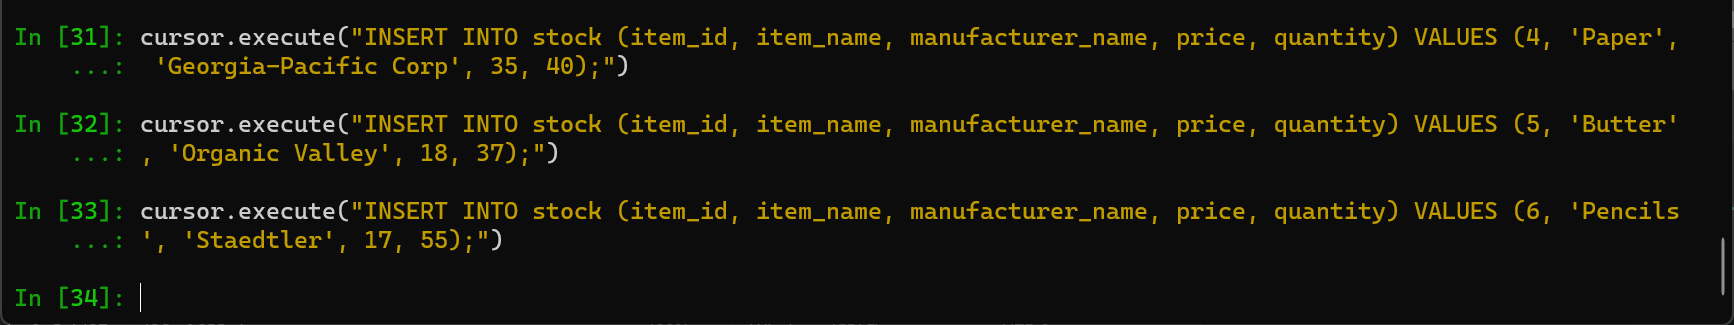 In [31]: cursor.execute("INSERT INTO stock (item_id, item_name, manufacturer_name, price, quantity) VALUES (4, 'Paper',
...: 'Georgia-Pacific Corp', 35, 40);")
In [32]: cursor.execute("INSERT INTO stock (item_id, item_name, manufacturer_name, price, quantity) VALUES (5, 'Butter'
...: , 'Organic Valley', 18, 37);")
In [33]: cursor.execute("INSERT INTO stock (item_id, item_name, manufacturer_name, price, quantity) VALUES (6, 'Pencils
...: ', 'Staedtler', 17, 55);")
In [34]: